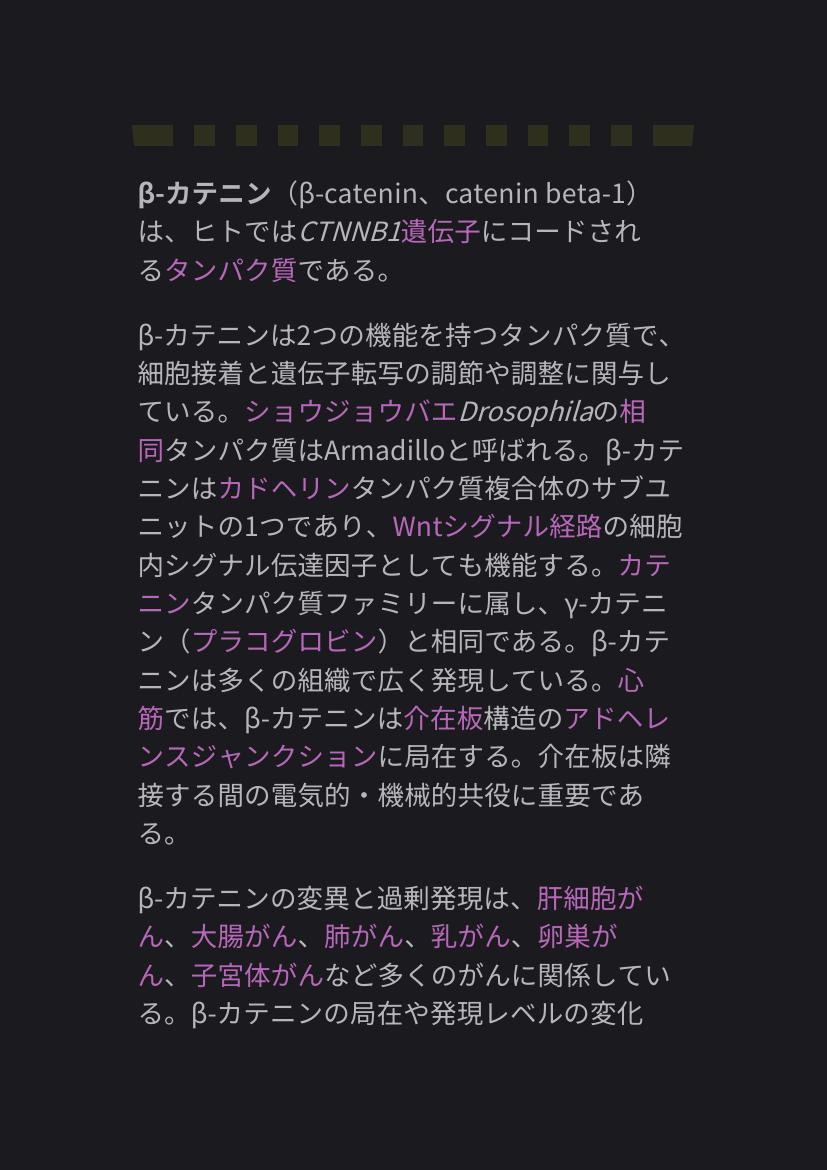 β-カテニン（β-catenin、catenin beta-1）
は、ヒトではCTNNB1遺伝子にコードされ
るタンパク質である。
β-カテニンは2つの機能を持つタンパク質で、
細胞接着と遺伝子転写の調節や調整に関与し
ている。ショウジョウバエDrosophilaの相
同タンパク質はArmadilloと呼ばれる。β-カテ
ニンはカドヘリンタンパク質複合体のサブユ
ニットの1つであり、Wntシグナル経路の細胞
内シグナル伝達因子としても機能する。カテ
ニンタンパク質ファミリーに属し、γ-カテニ
ン（プラコグロビン）と相同である。β-カテ
ニンは多くの組織で広く発現している。心
筋では、β-カテニンは介在板構造のアドヘレ
ンスジャンクションに局在する。介在板は隣
接する間の電気的・機械的共役に重要であ
る。
β-カテニンの変異と過剰発現は、肝細胞が
ん、大腸がん、肺がん、乳がん、卵巣が
ん、子宮体がんなど多くのがんに関係してい
る。β-カテニンの局在や発現レベルの変化